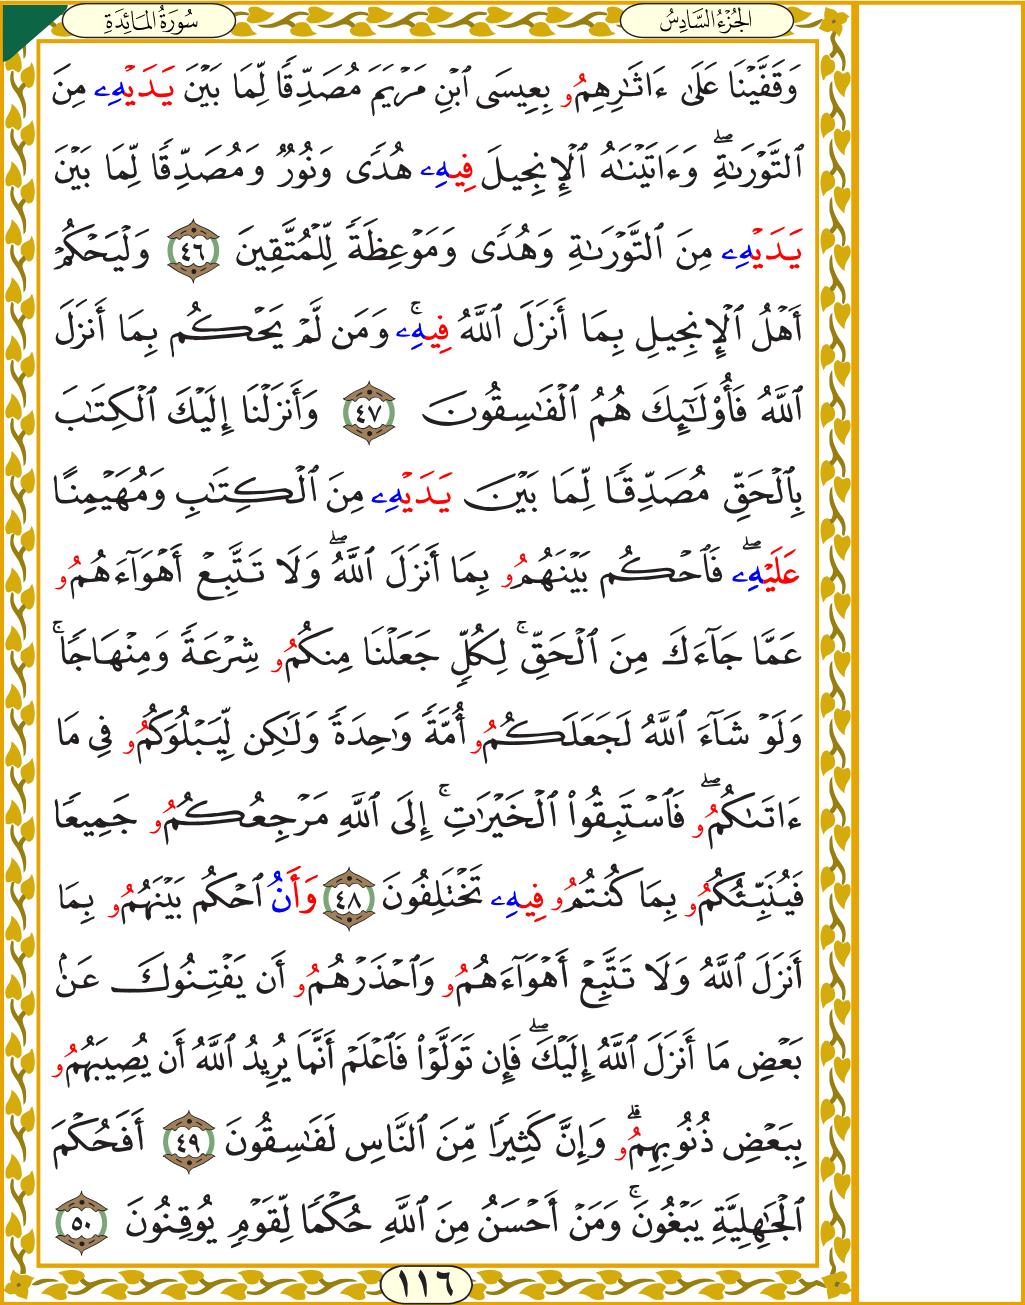 سُورَةُ المَائِدَةِ
الجُزْءُ السَّادِسُ
وَقَفَّيْنَا عَلَىٰ ءَاثَٰرِهِمُۥ بِعِيسَى ٱبْنِ مَرْيَمَ مُصَدِّقًا لِّمَا بَيْنَ يَدَيْهِۦ مِنَ
ٱلتَّوْرَىٰةِۖ وَءَاتَيْنَٰهُ ٱلْإِنجِيلَ فِيهِۦ هُدًى وَنُورٌ وَمُصَدِّقًا لِّمَا بَيْنَ
يَدَيْهِۦ مِنَ ٱلتَّوْرَىٰةِ وَهُدًى وَمَوْعِظَةً لِّلْمُتَّقِينَ ٤٦ وَلْيَحْكُمْ
أَهْلُ ٱلْإِنجِيلِ بِمَا أَنزَلَ ٱللَّهُ فِيهِۦۚ وَمَن لَّمْ يَحْكُم بِمَا أَنزَلَ
ٱللَّهُ فَأُوْلَٰٓئِكَ هُمُ ٱلْفَٰسِقُونَ ٤٧ وَأَنزَلْنَا إِلَيْكَ ٱلْكِتَٰبَ
بِٱلْحَقِّ مُصَدِّقًا لِّمَا بَيْنَ يَدَيْهِۦ مِنَ ٱلْكِتَٰبِ وَمُهَيْمِنًا
عَلَيْهِۦۖ فَٱحْكُم بَيْنَهُمُۥ بِمَا أَنزَلَ ٱللَّهُۖ وَلَا تَتَّبِعْ أَهْوَآءَهُمُۥ
عَمَّا جَآءَكَ مِنَ ٱلْحَقِّۚ لِكُلٍّ جَعَلْنَا مِنكُمُۥ شِرْعَةً وَمِنْهَاجًاۚ
وَلَوْ شَآءَ ٱللَّهُ لَجَعَلَكُمُۥ أُمَّةً وَٰحِدَةً وَلَٰكِن لِّيَبْلُوَكُمُۥ فِي مَا
ءَاتَىٰكُمُۥۖ فَٱسْتَبِقُواْ ٱلْخَيْرَٰتِۚ إِلَى ٱللَّهِ مَرْجِعُكُمُۥ جَمِيعًا
فَيُنَبِّئُكُمُۥ بِمَا كُنتُمُۥ فِيهِۦ تَخْتَلِفُونَ ٤٨ وَأَنُ ٱحْكُم بَيْنَهُمُۥ بِمَا
أَنزَلَ ٱللَّهُ وَلَا تَتَّبِعْ أَهْوَآءَهُمُۥ وَٱحْذَرْهُمُۥ أَن يَفْتِنُوكَ عَنۢ
بَعْضِ مَا أَنزَلَ ٱللَّهُ إِلَيْكَۖ فَإِن تَوَلَّوْاْ فَٱعْلَمْ أَنَّمَا يُرِيدُ ٱللَّهُ أَن يُصِيبَهُمُۥ
بِبَعْضِ ذُنُوبِهِمُۥۗ وَإِنَّ كَثِيرًا مِّنَ ٱلنَّاسِ لَفَٰسِقُونَ ٤٩ أَفَحُكْمَ
ٱلْجَٰهِلِيَّةِ يَبْغُونَۚ وَمَنْ أَحْسَنُ مِنَ ٱللَّهِ حُكْمًا لِّقَوْمٍ يُوقِنُونَ ٥٠
١١٦